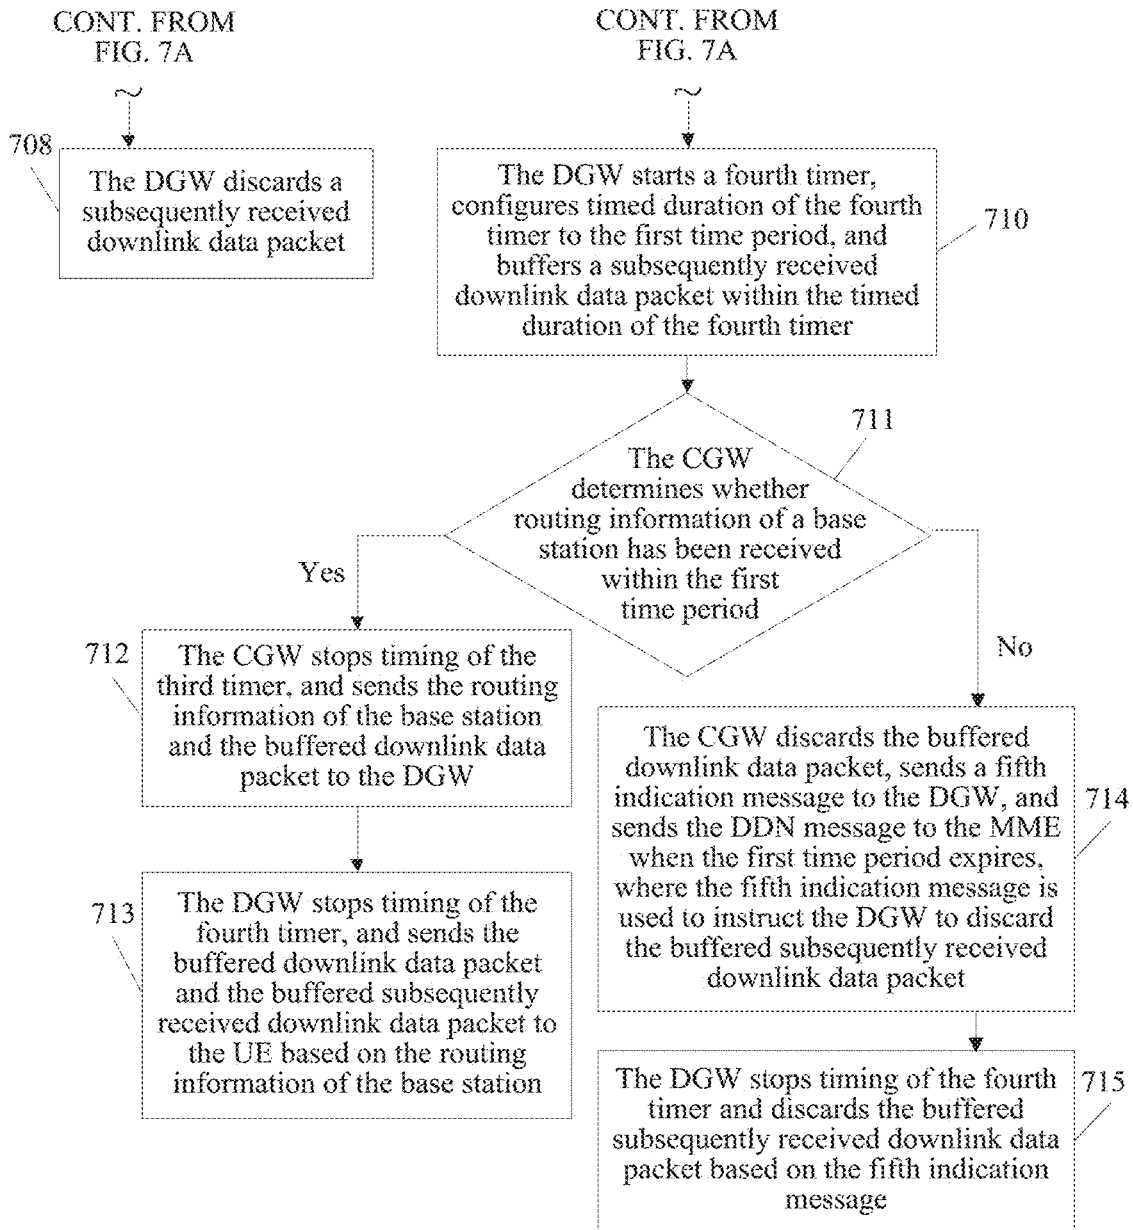 CONT. FROM
FIG. 7A
CONT. FROM
FIG. 7A
708
The DGW discards a
subsequently received
downlink data packet
The DGW starts a fourth timer,
configures timed duration of the fourth
timer to the first time period, and
buffers a subsequently received
downlink data packet within the timed
duration of the fourth timer
710
711
The CGW
determines whether
routing information of a base
station has been received
within the first
time period
Yes
No
712
The CGW stops timing of the
third timer, and sends the routing
information of the base station
and the buffered downlink data
packet to the DGW
The CGW discards the buffered
downlink data packet, sends a fifth
indication message to the DGW, and
sends the DDN message to the MME
when the first time period expires,
where the fifth indication message is
used to instruct the DGW to discard
the buffered subsequently received
downlink data packet
714
713
The DGW stops timing of the
fourth timer, and sends the
buffered downlink data packet
and the buffered subsequently
received downlink data packet to
the UE based on the routing
information of the base station
The DGW stops timing of the fourth
timer and discards the buffered
subsequently received downlink data
packet based on the fifth indication
message
715